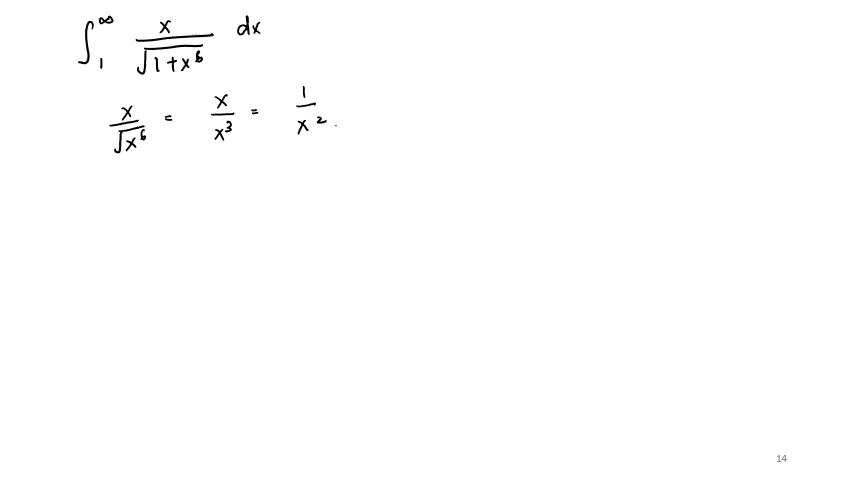 ∫₁^∞ x/√(1+x⁶) dx
x/√x⁶ = x/x³ = 1/x².
14